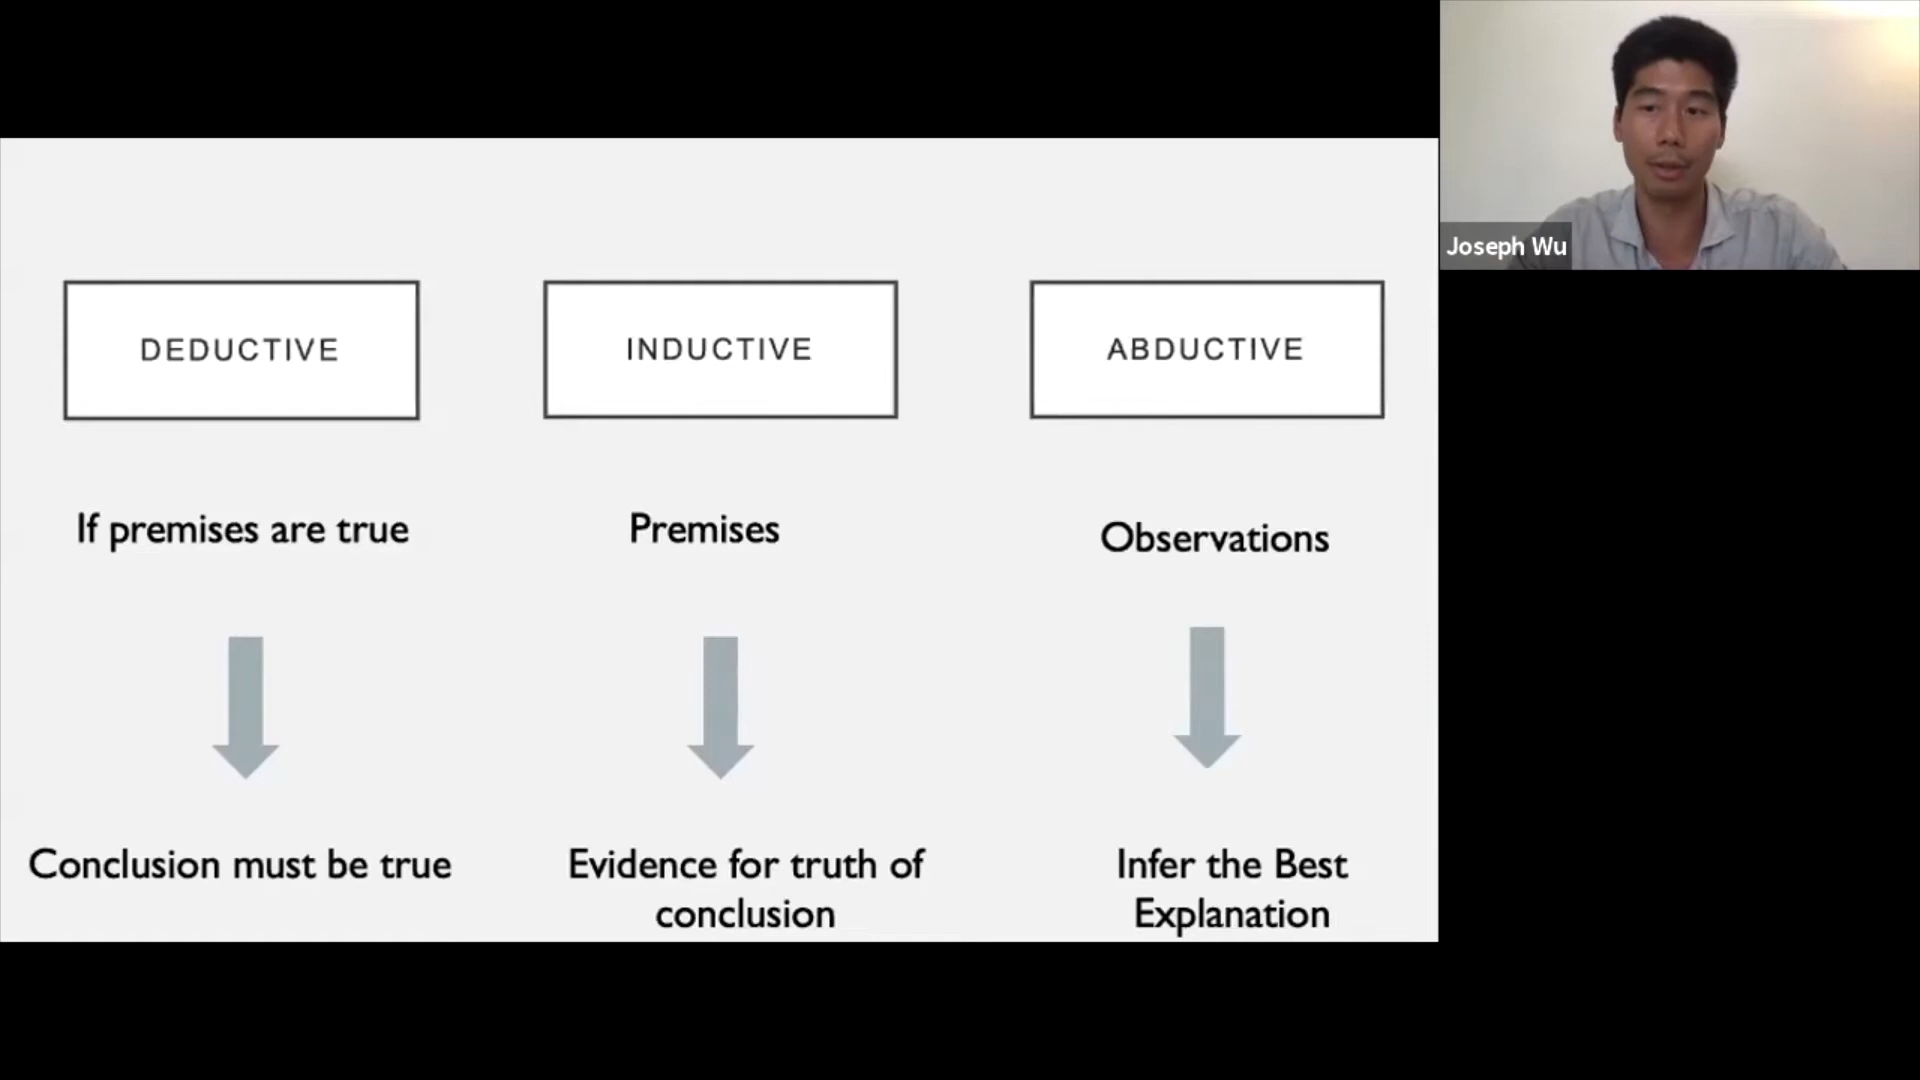 Joseph Wu
DEDUCTIVE
INDUCTIVE
ABDUCTIVE
If premises are true
Premises
Observations
Conclusion must be true
Evidence for truth of
conclusion
Infer the Best
Explanation